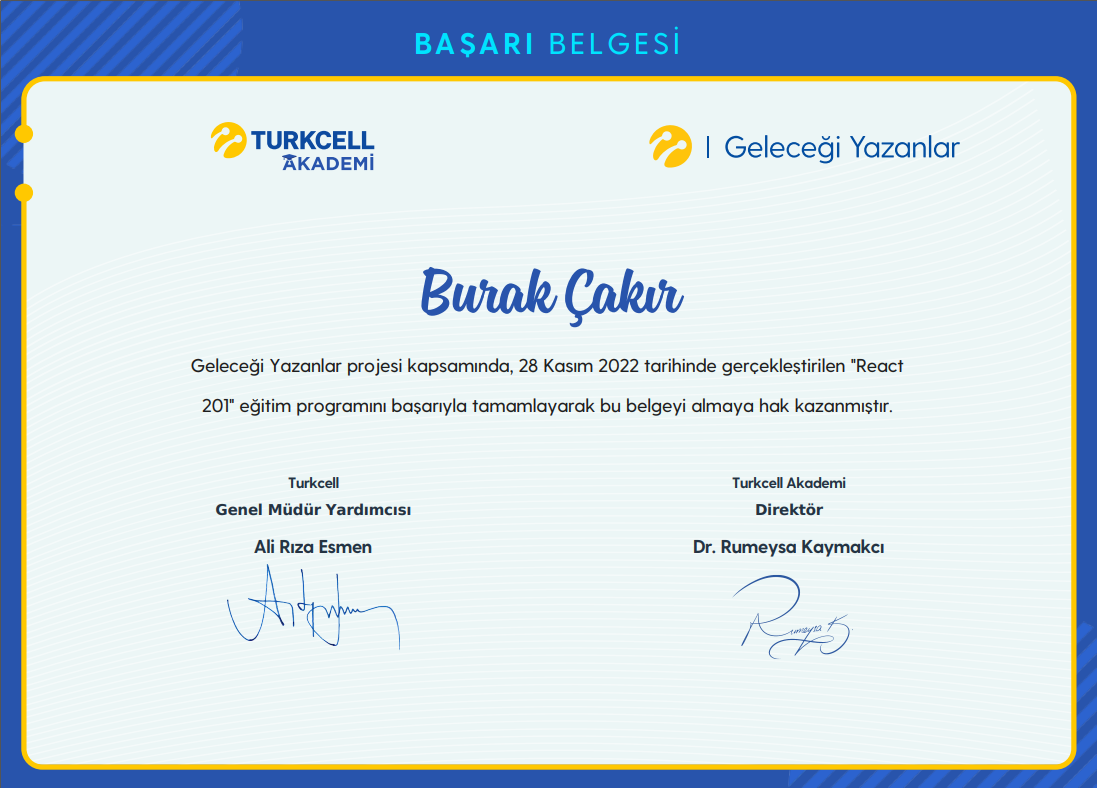 BAŞARI BELGESİ
TURKCELL
AKADEMİ
| Geleceği Yazanlar
Burak Çakır
Geleceği Yazanlar projesi kapsamında, 28 Kasım 2022 tarihinde gerçekleştirilen "React
201" eğitim programını başarıyla tamamlayarak bu belgeyi almaya hak kazanmıştır.
Turkcell
Genel Müdür Yardımcısı
Ali Rıza Esmen
Turkcell Akademi
Direktör
Dr. Rumeysa Kaymakcı
Rumeysa K.